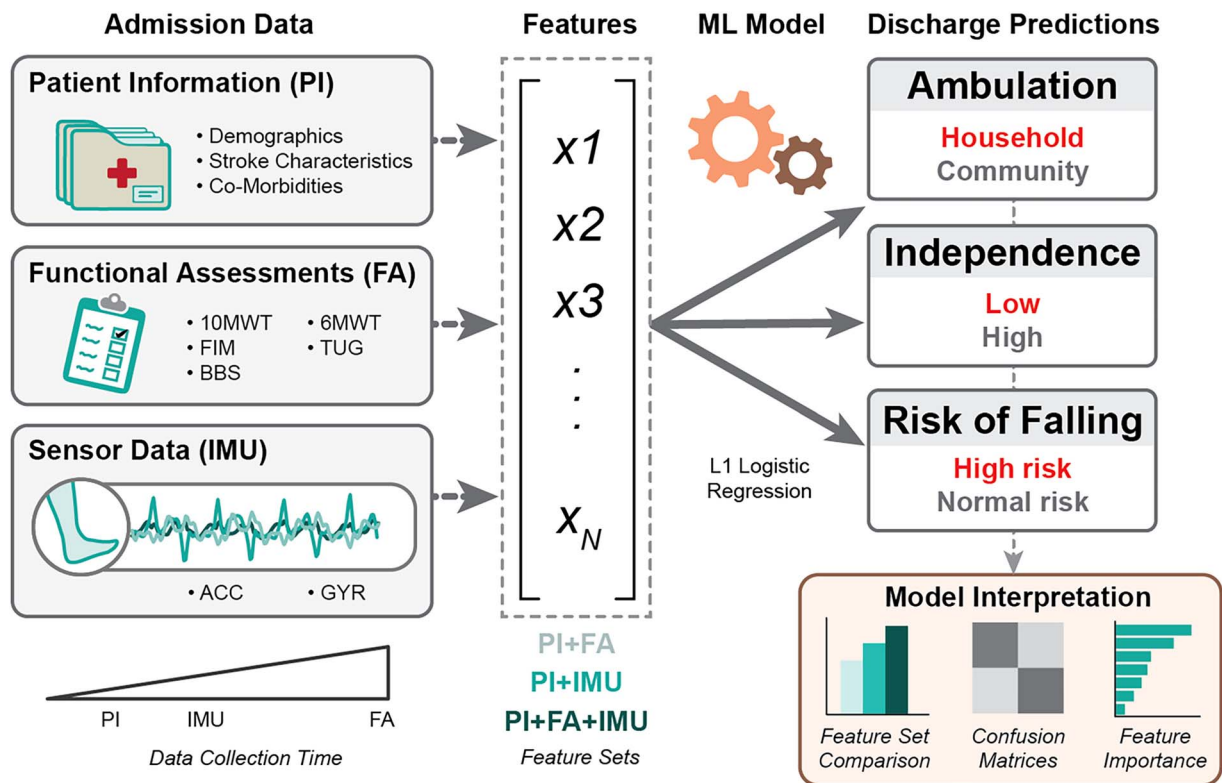 Admission Data
Features
ML Model
Discharge Predictions
Patient Information (PI)
• Demographics
• Stroke Characteristics
• Co-Morbidities
Functional Assessments (FA)
• 10MWT
• 6MWT
• FIM
• TUG
• BBS
Sensor Data (IMU)
• ACC
• GYR
PI
IMU
FA
Data Collection Time
x1
x2
x3
.
.
.
xN
PI+FA
PI+IMU
PI+FA+IMU
Feature Sets
L1 Logistic
Regression
Ambulation
Household
Community
Independence
Low
High
Risk of Falling
High risk
Normal risk
Model Interpretation
Feature Set
Comparison
Confusion
Matrices
Feature
Importance